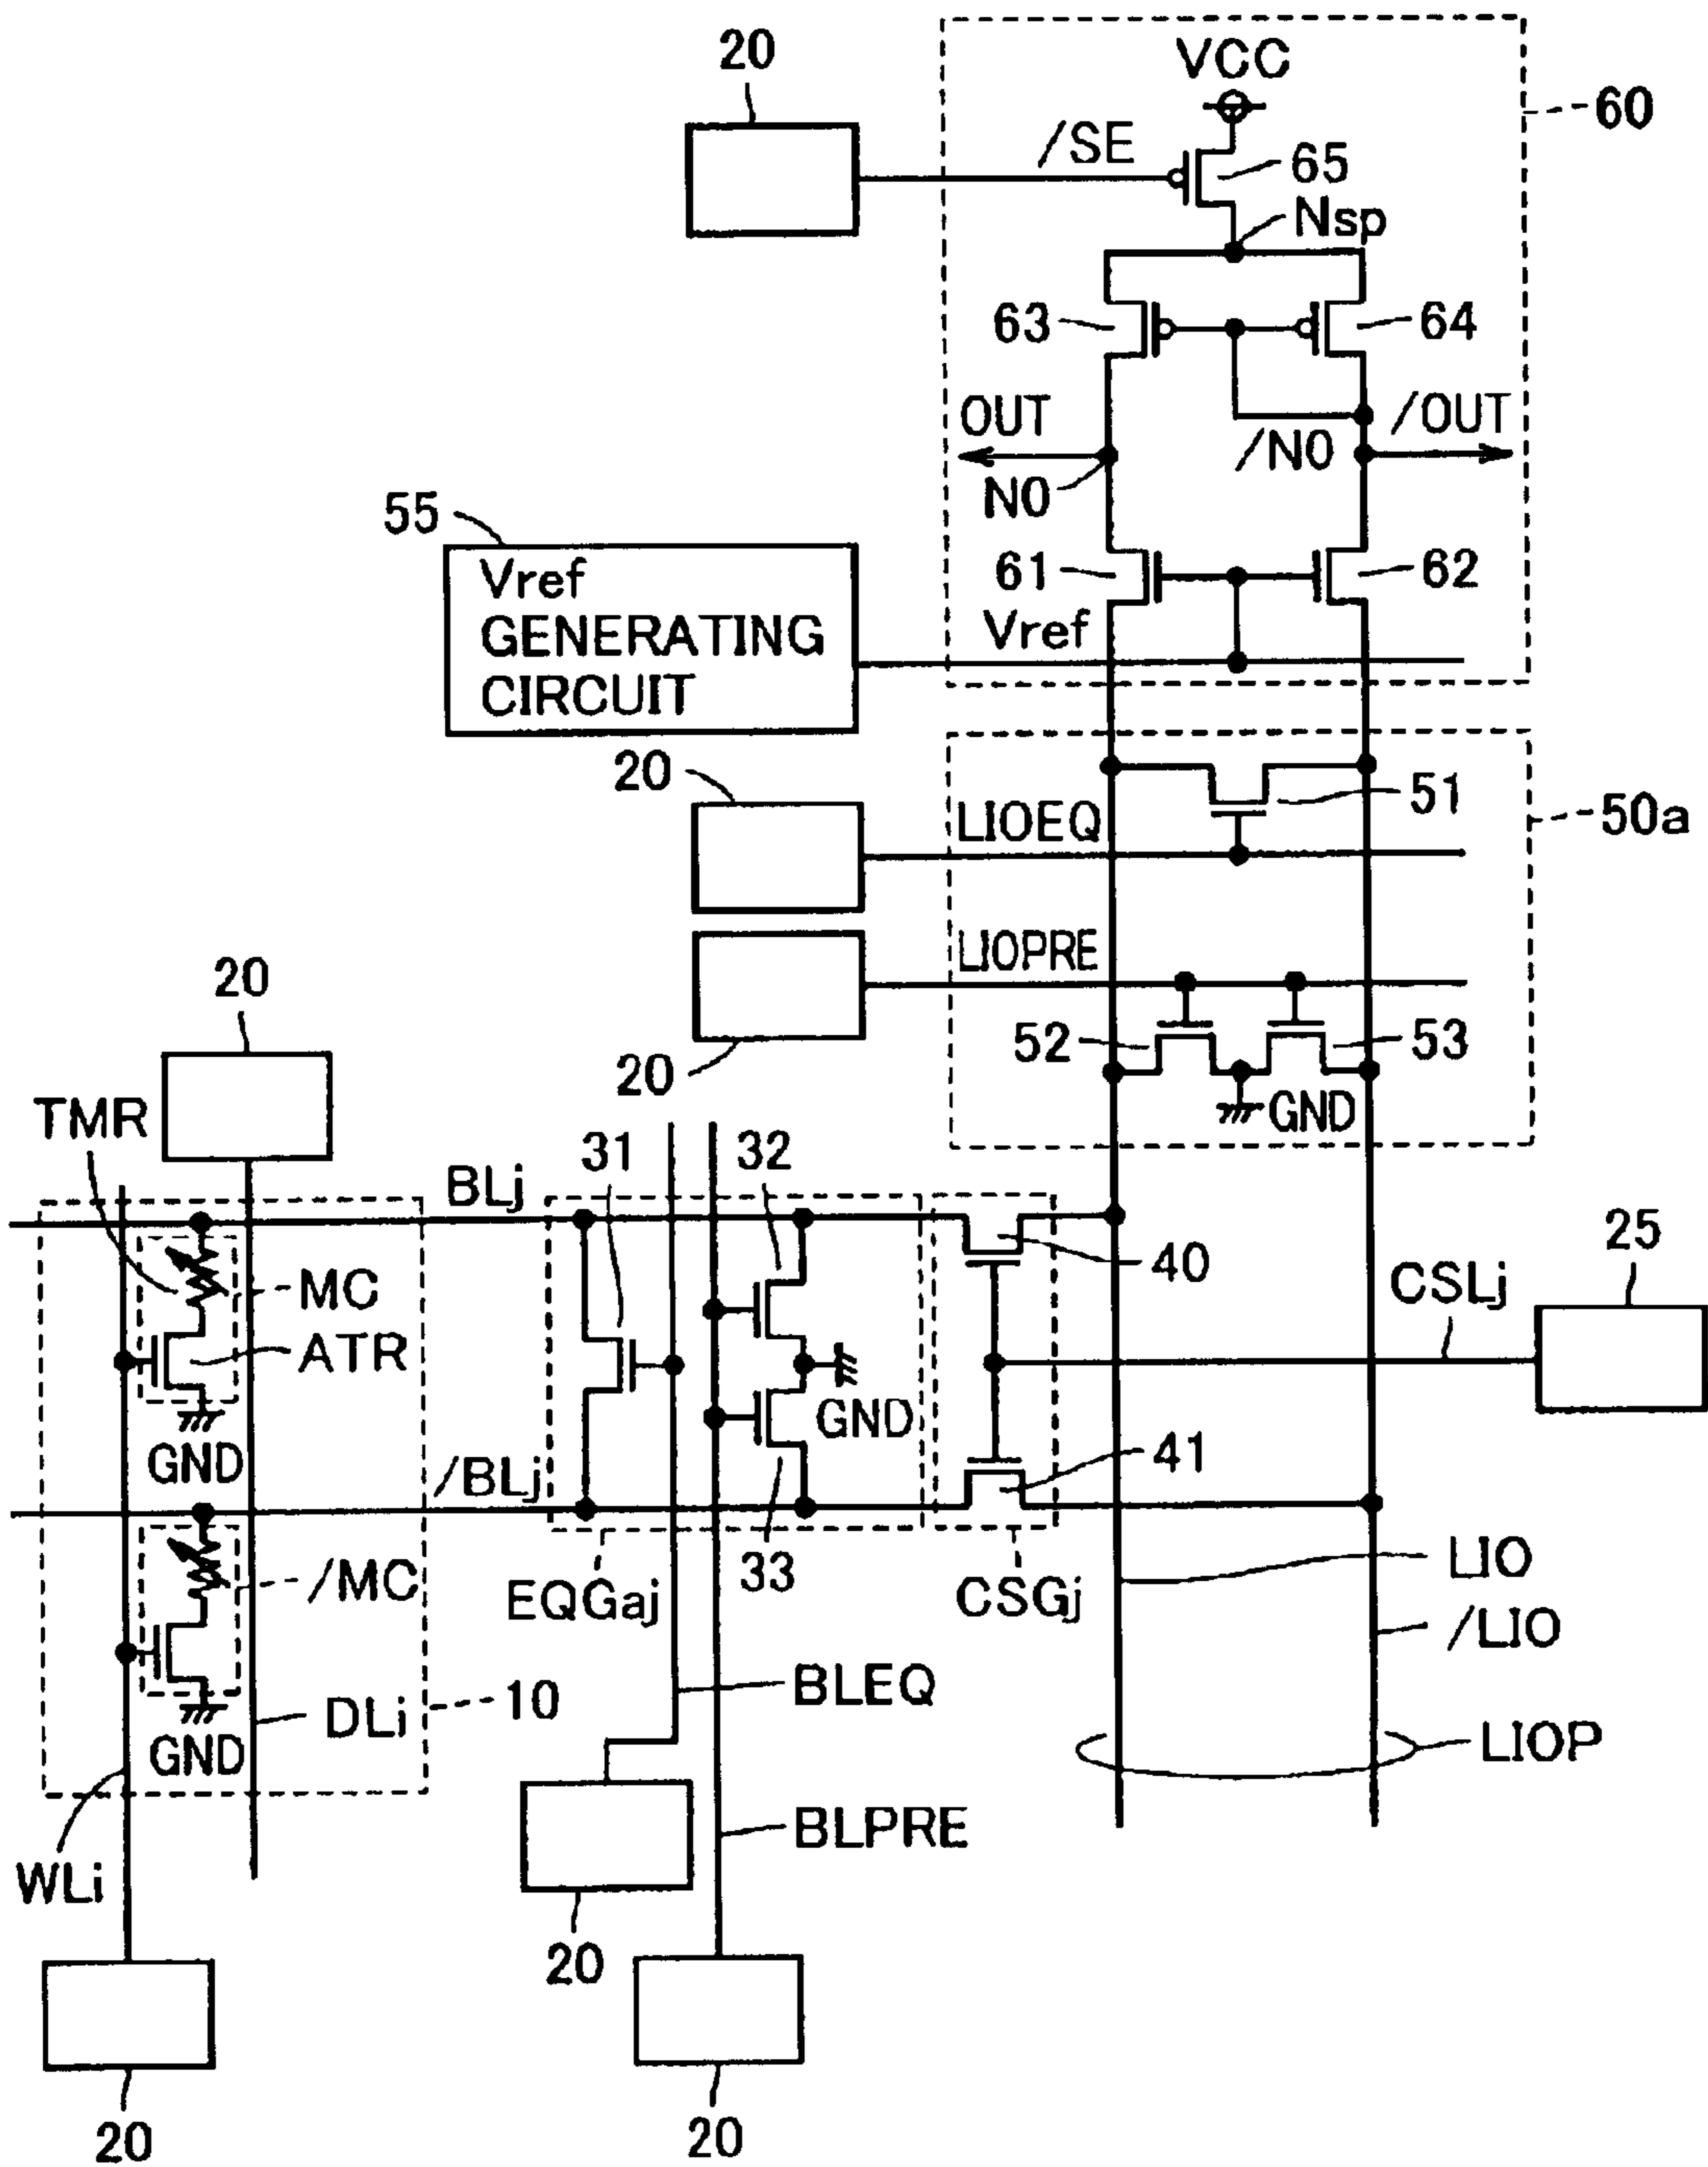 20
VCC
60
/SE
65
Nsp
63
64
OUT
/OUT
/N0
N0
55
Vref
GENERATING
CIRCUIT
61
62
Vref
20
LIOEQ
51
50a
LIOPRE
20
20
52
53
GND
TMR
31
32
BLj
25
40
MC
CSLj
ATR
GND
GND
41
/BLj
/MC
EQGaj
33
CSGj
LIO
/LIO
DLi
10
GND
BLEQ
LIOP
BLPRE
WLi
20
20
20